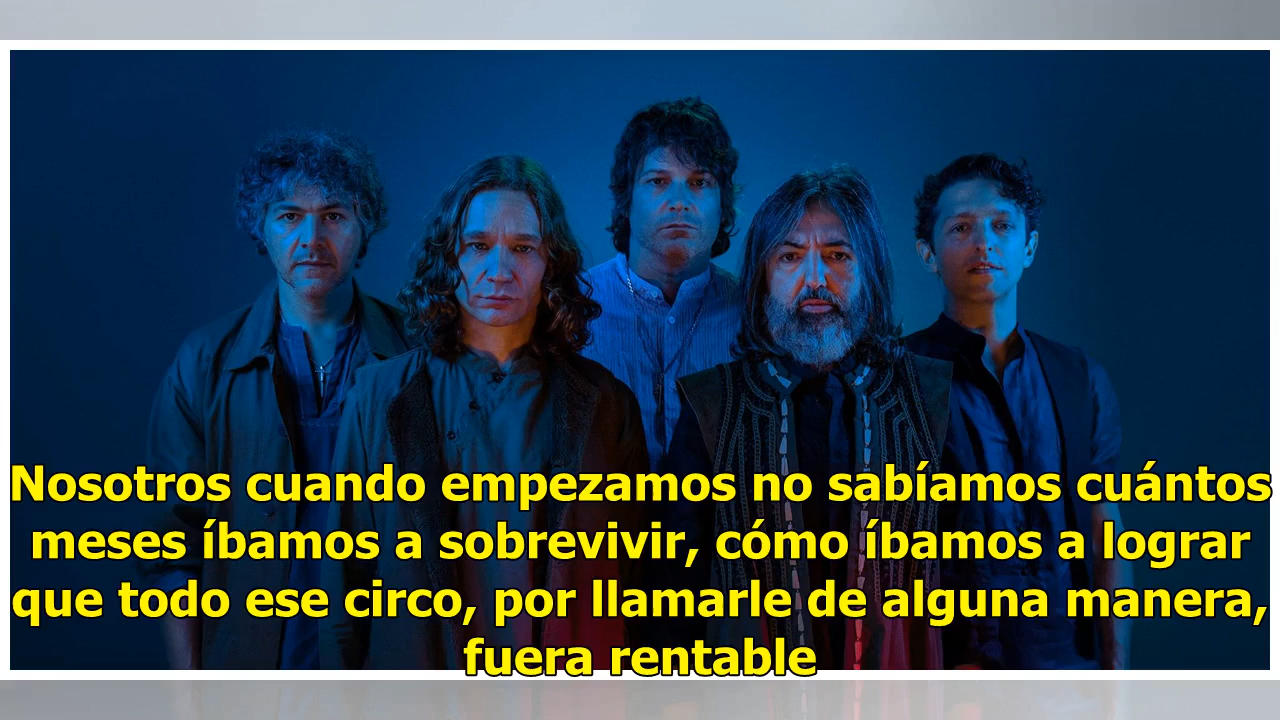 Nosotros cuando empezamos no sabíamos cuántos
meses íbamos a sobrevivir, cómo íbamos a lograr
que todo ese circo, por llamarle de alguna manera,
fuera rentable